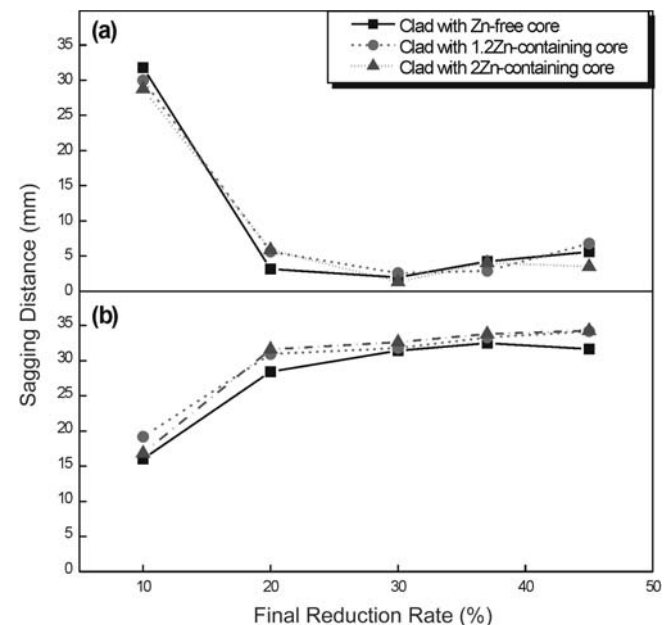 (a)
Clad with Zn-free core
Clad with 1.2Zn-containing core
Clad with 2Zn-containing core
35
30
25
20
15
10
5
0
(b)
35
30
25
20
15
10
5
0
Sagging Distance (mm)
10 20 30 40 50
Final Reduction Rate (%)